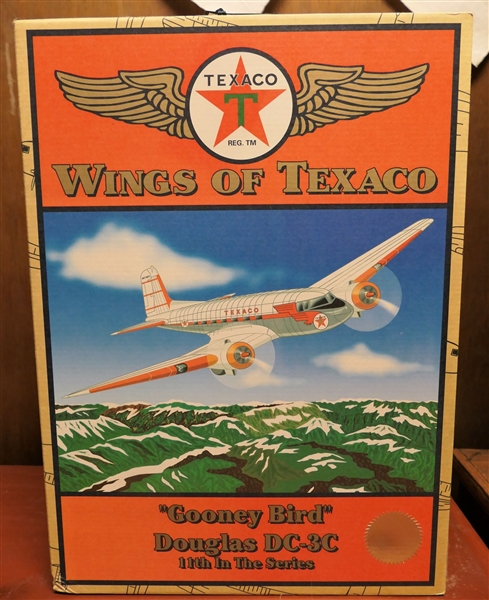 TEXACO
T
REG. TM
WINGS OF TEXACO
TEXACO
"Gooney Bird"
Douglas DC-3C
11th In The Series